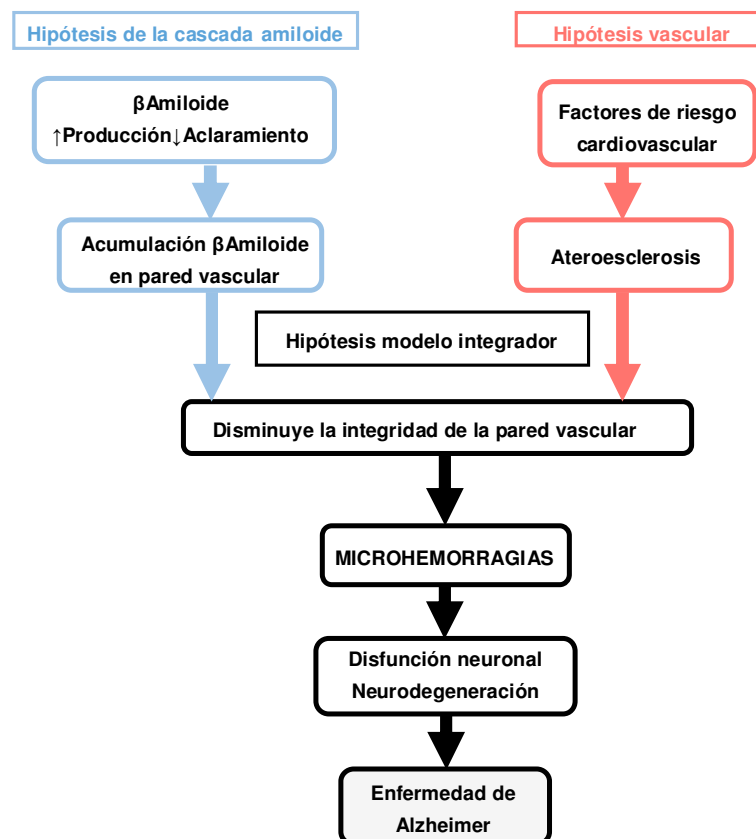 Hipótesis de la cascada amiloide
Hipótesis vascular
βAmiloide
↑Producción↓Aclaramiento
Factores de riesgo
cardiovascular
Acumulación βAmiloide
en pared vascular
Ateroesclerosis
Hipótesis modelo integrador
Disminuye la integridad de la pared vascular
MICROHEMORRAGIAS
Disfunción neuronal
Neurodegeneración
Enfermedad de
Alzheimer